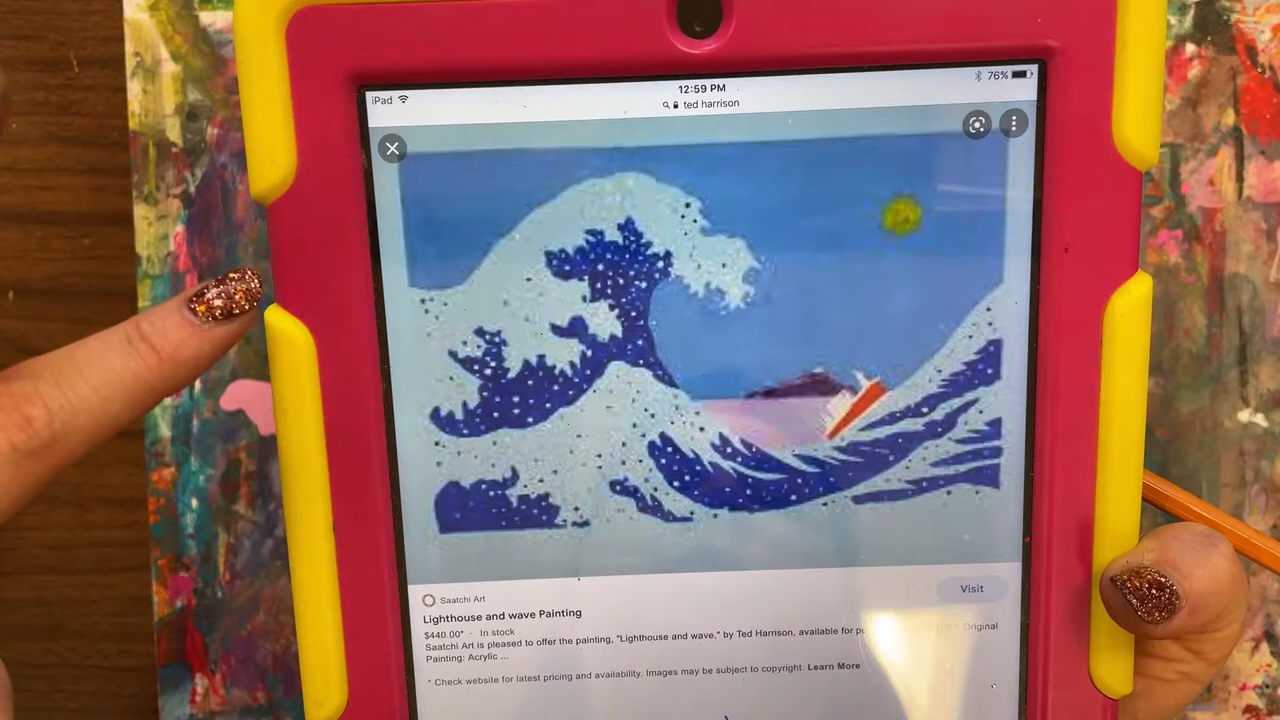 iPad 12:59 PM 76%
ted harrison
Saatchi Art
Visit
Lighthouse and wave Painting
$440.00* · In stock
Saatchi Art is pleased to offer the painting, "Lighthouse and wave," by Ted Harrison, available for Original
Painting: Acrylic ...
* Check website for latest pricing and availability. Images may be subject to copyright. Learn More